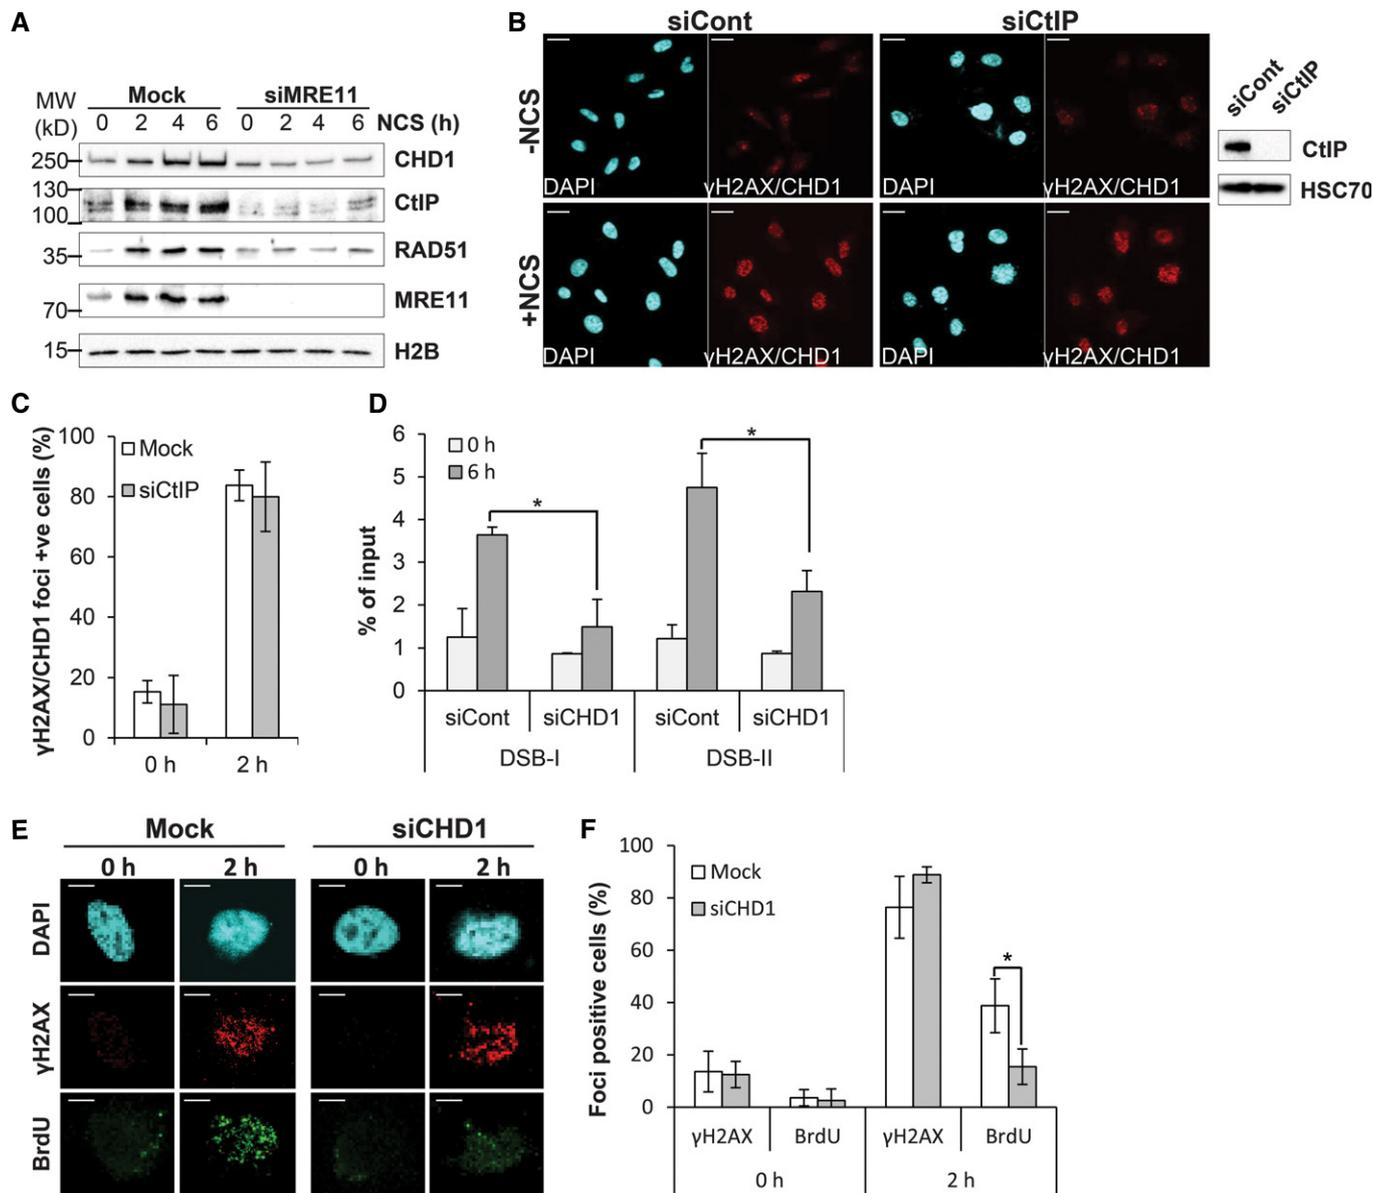 A
MW
(kD)
Mock
siMRE11
0 2 4 6 0 2 4 6 NCS (h)
250
CHD1
130
100
CtIP
35
RAD51
70
MRE11
15
H2B
B
siCont
siCtIP
-NCS
DAPI
γH2AX/CHD1
DAPI
γH2AX/CHD1
+NCS
DAPI
γH2AX/CHD1
DAPI
γH2AX/CHD1
siCont
siCtIP
CtIP
HSC70
C
γH2AX/CHD1 foci +ve cells (%)
100
80
60
40
20
0
Mock
siCtIP
0 h
2 h
D
% of input
6
5
4
3
2
1
0
0 h
6 h
*
*
siCont
siCHD1
siCont
siCHD1
DSB-I
DSB-II
E
Mock
siCHD1
0 h
2 h
0 h
2 h
DAPI
γH2AX
BrdU
F
Foci positive cells (%)
100
80
60
40
20
0
Mock
siCHD1
*
γH2AX
BrdU
γH2AX
BrdU
0 h
2 h